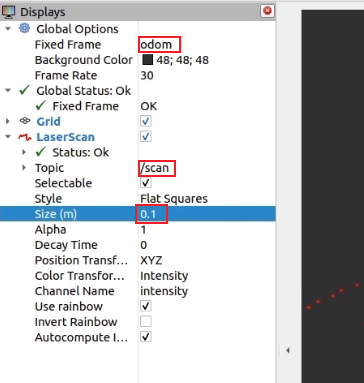 Displays
Global Options
Fixed Frame odom
Background Color 48; 48; 48
Frame Rate 30
Global Status: Ok
Fixed Frame OK
Grid
LaserScan
Status: Ok
Topic /scan
Selectable
Style Flat Squares
Size (m) 0.1
Alpha 1
Decay Time 0
Position Transf... XYZ
Color Transfor... Intensity
Channel Name intensity
Use rainbow
Invert Rainbow
Autocompute I...